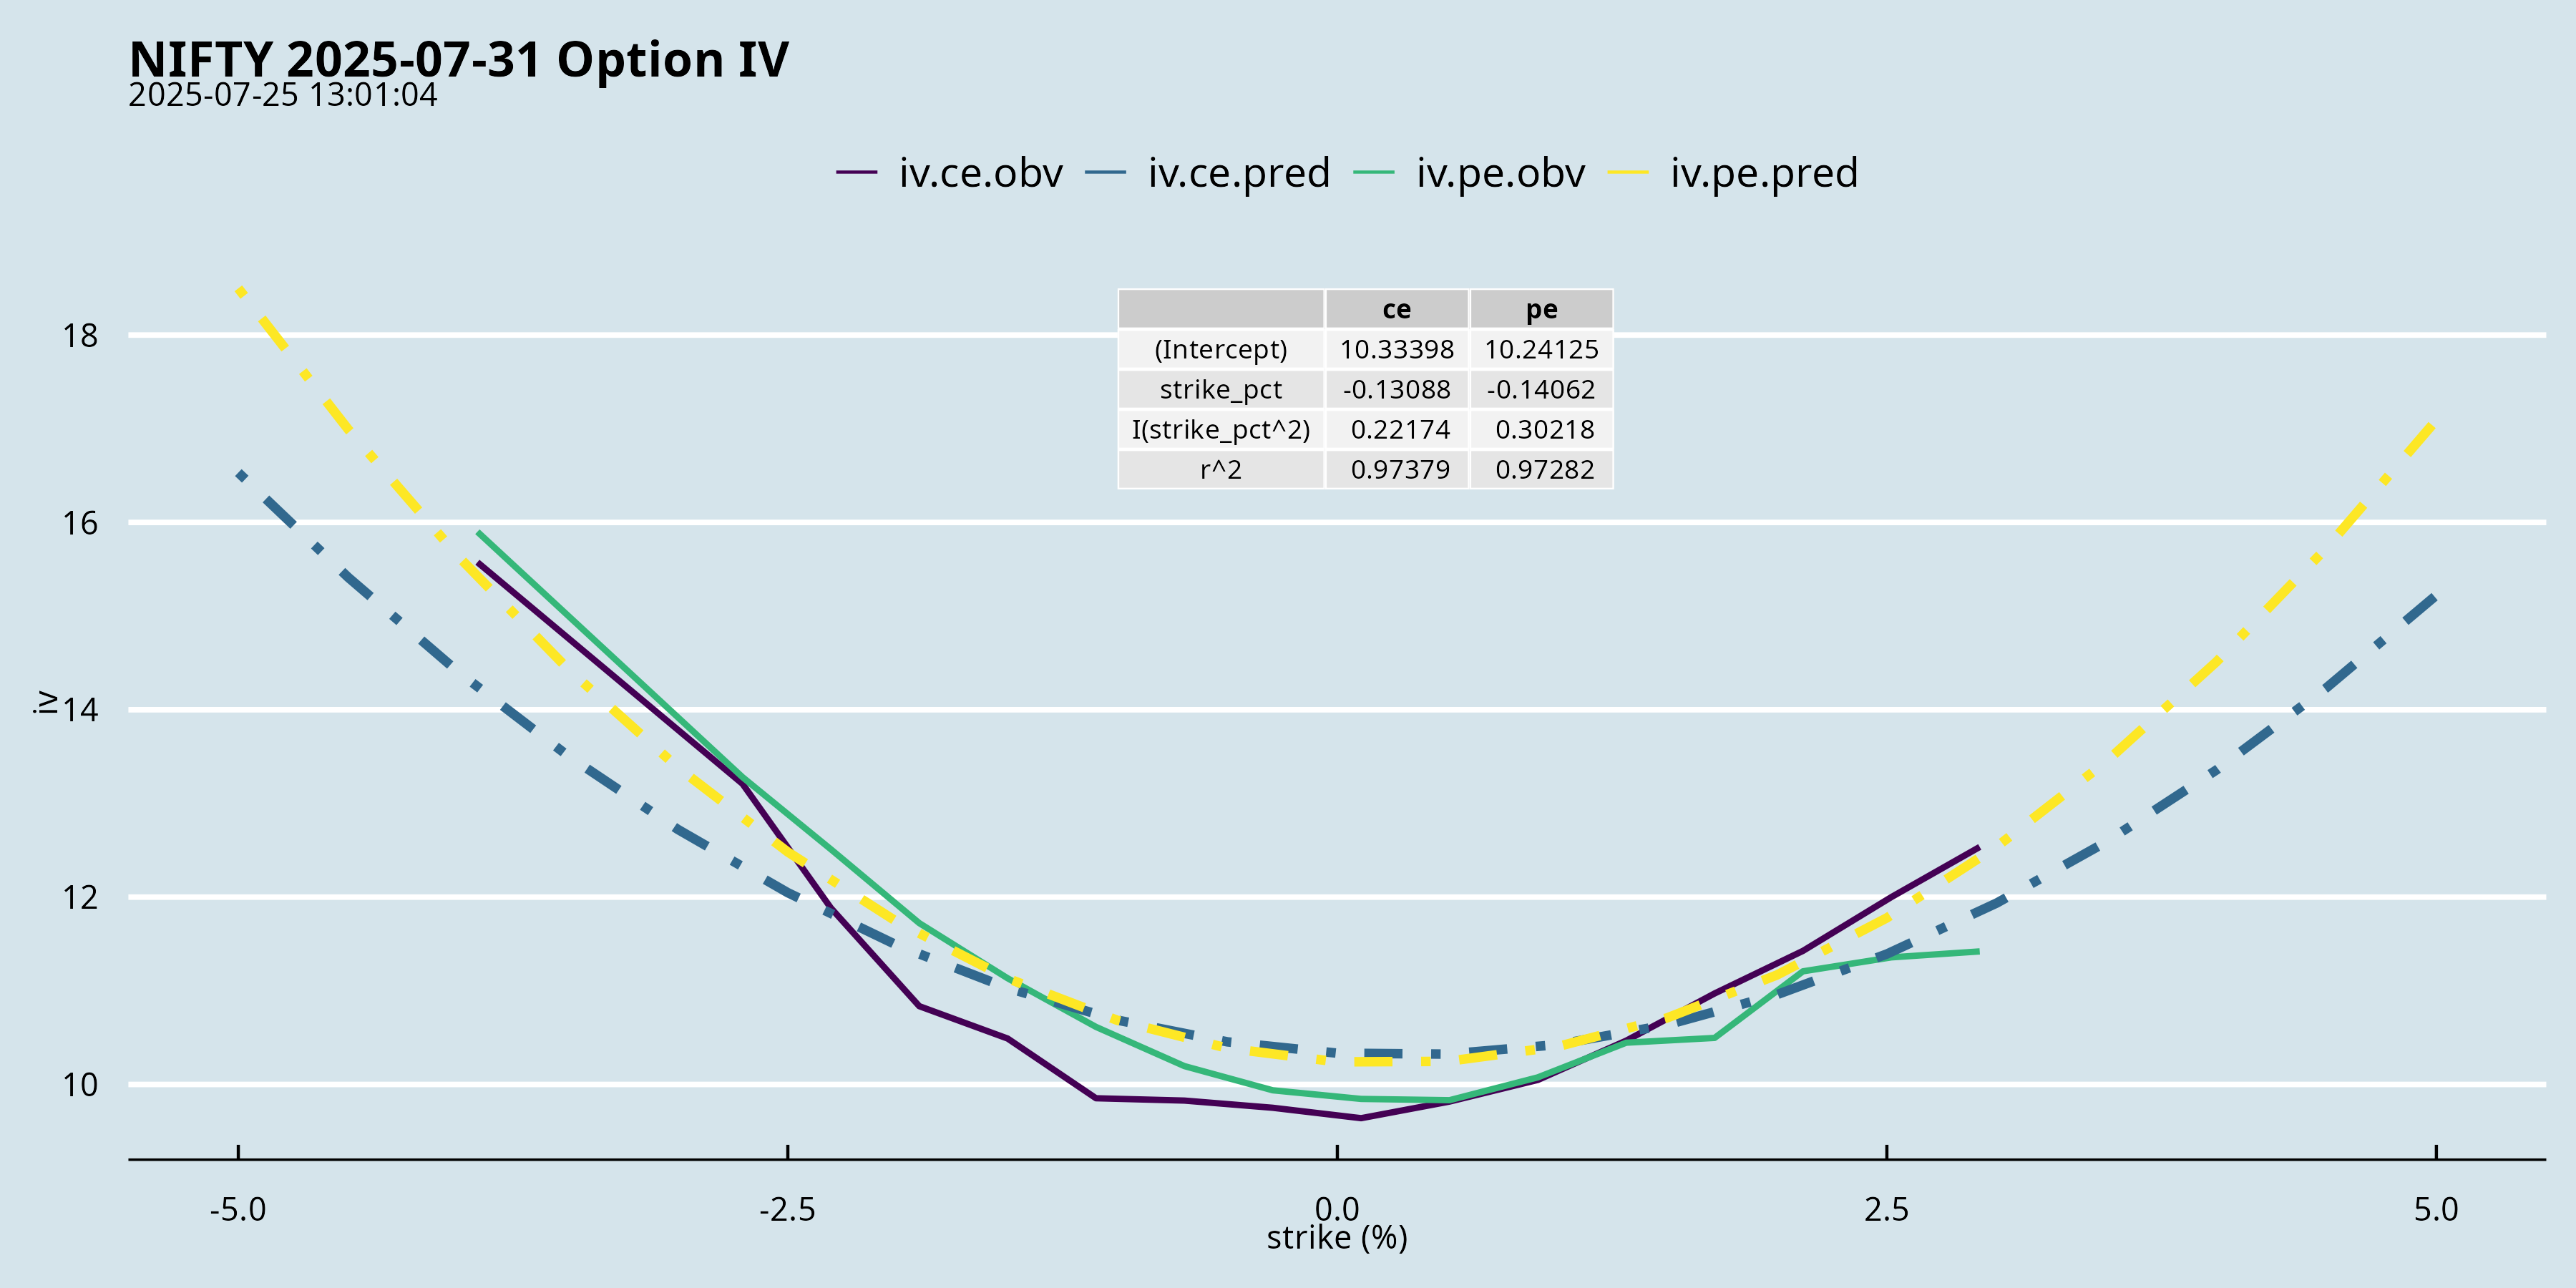 NIFTY 2025-07-31 Option IV
2025-07-25 13:01:04
iv.ce.obv iv.ce.pred iv.pe.obv iv.pe.pred
ce pe
(Intercept) 10.33398 10.24125
strike_pct -0.13088 -0.14062
I(strike_pct^2) 0.22174 0.30218
r^2 0.97379 0.97282
18
16
14
12
10
iv
-5.0 -2.5 0.0 2.5 5.0
strike (%)